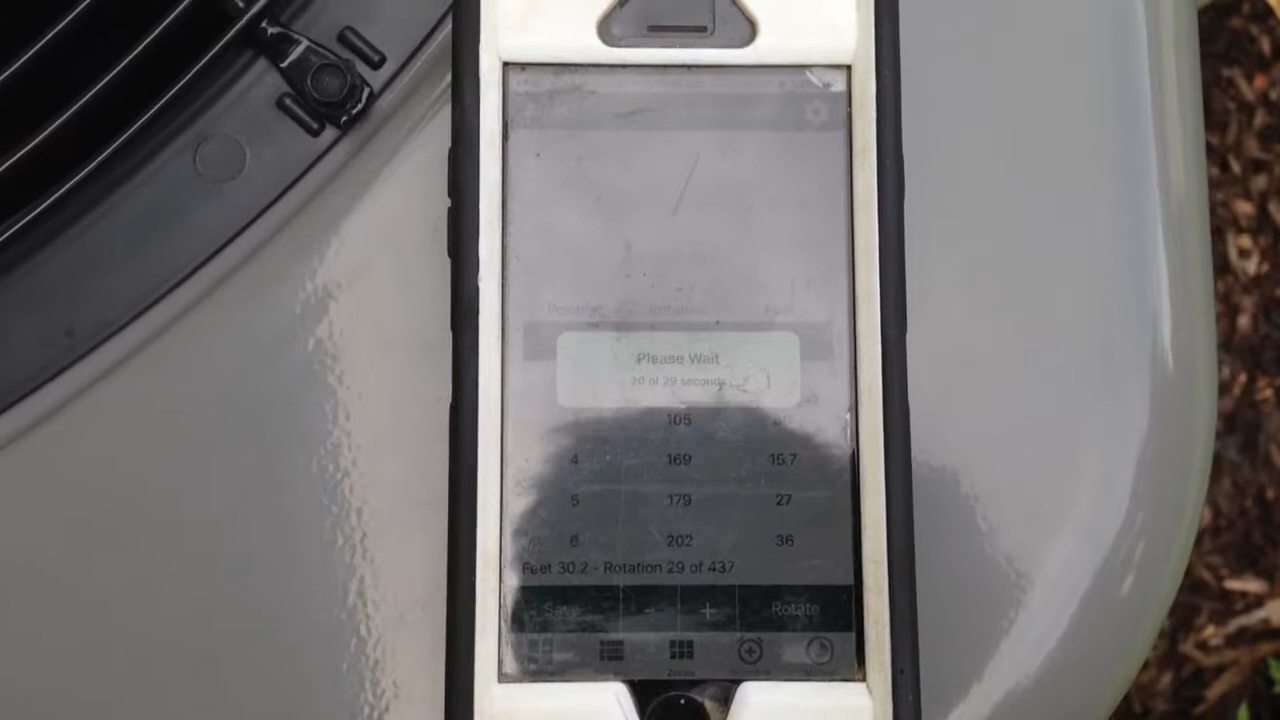 Rotation
Please Wait
20 of 29 seconds
105
4 169 15.7
5 179 27
6 202 36
Feet 30.2 - Rotation 29 of 437
Save - + Rotate
Zones